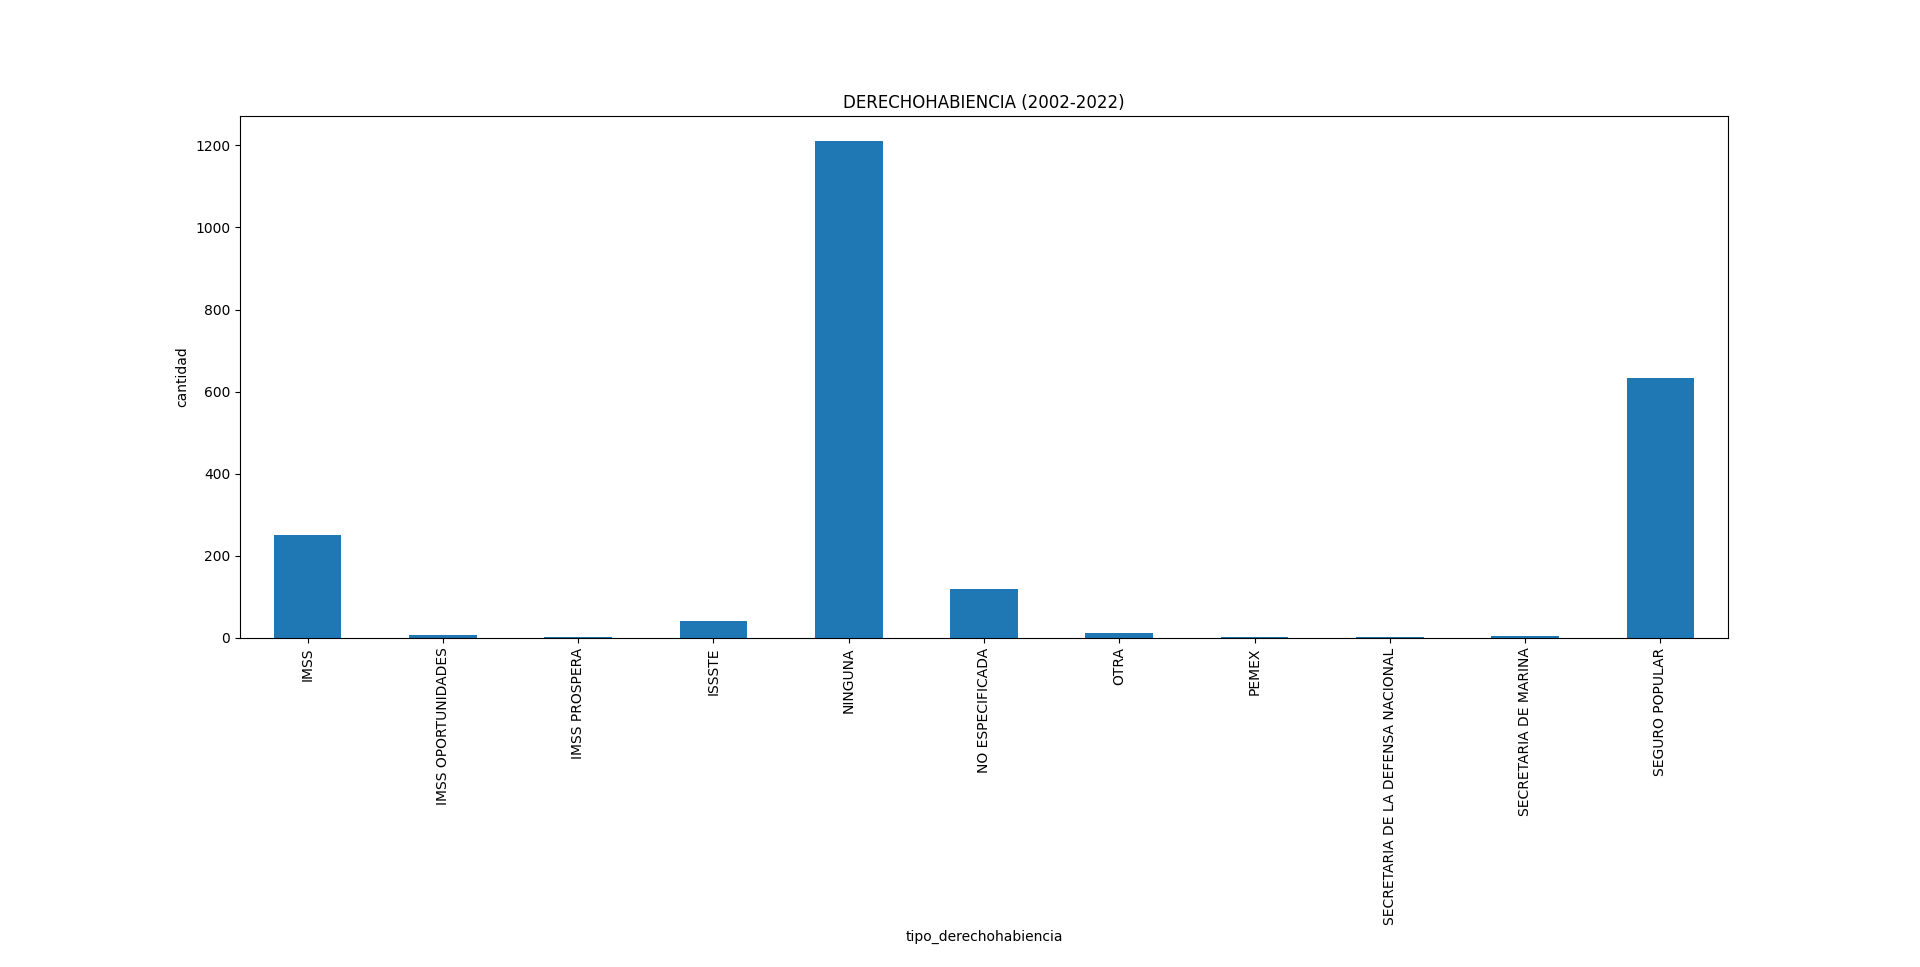 DERECHOHABIENCIA (2002-2022)
cantidad
1200
1000
800
600
400
200
0
IMSS
IMSS OPORTUNIDADES
IMSS PROSPERA
ISSSTE
NINGUNA
NO ESPECIFICADA
OTRA
PEMEX
SECRETARIA DE LA DEFENSA NACIONAL
SECRETARIA DE MARINA
SEGURO POPULAR
tipo_derechohabiencia